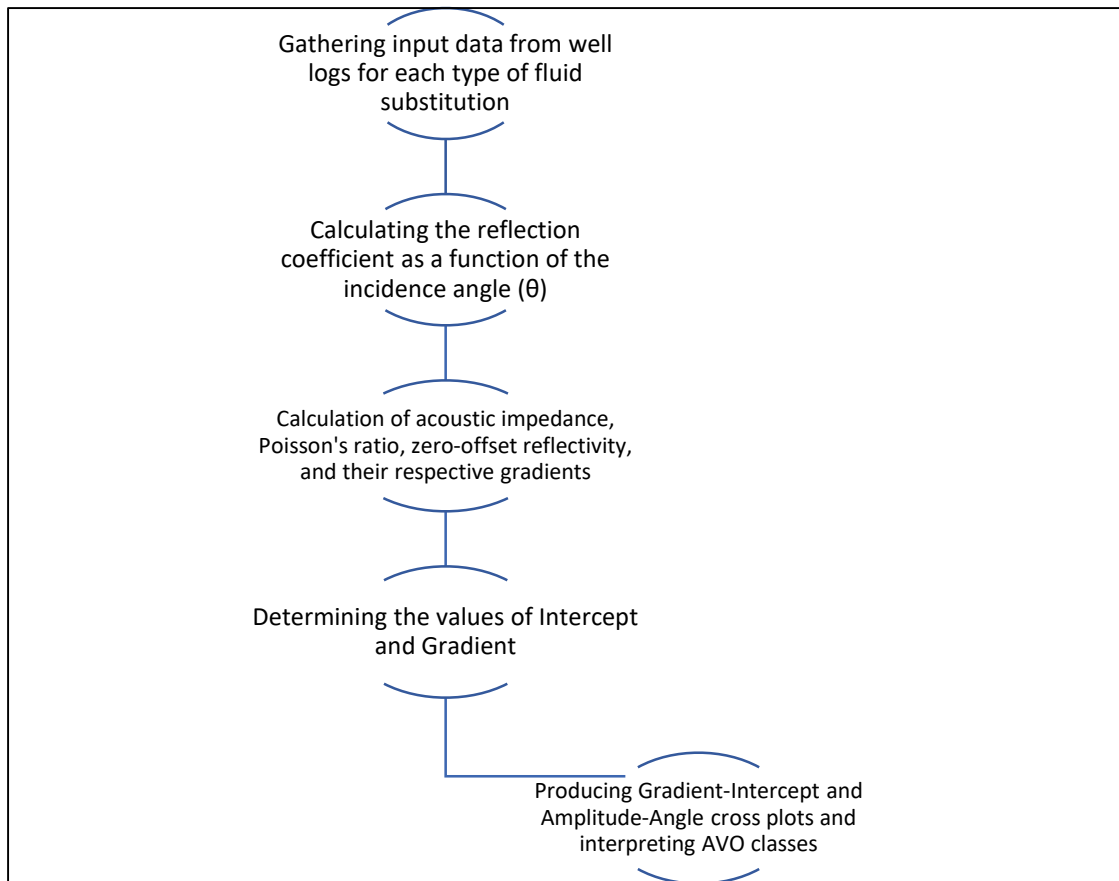 Gathering input data from well
logs for each type of fluid
substitution
Calculating the reflection
coefficient as a function of the
incidence angle (θ)
Calculation of acoustic impedance,
Poisson's ratio, zero-offset reflectivity,
and their respective gradients
Determining the values of Intercept
and Gradient
Producing Gradient-Intercept and
Amplitude-Angle cross plots and
interpreting AVO classes